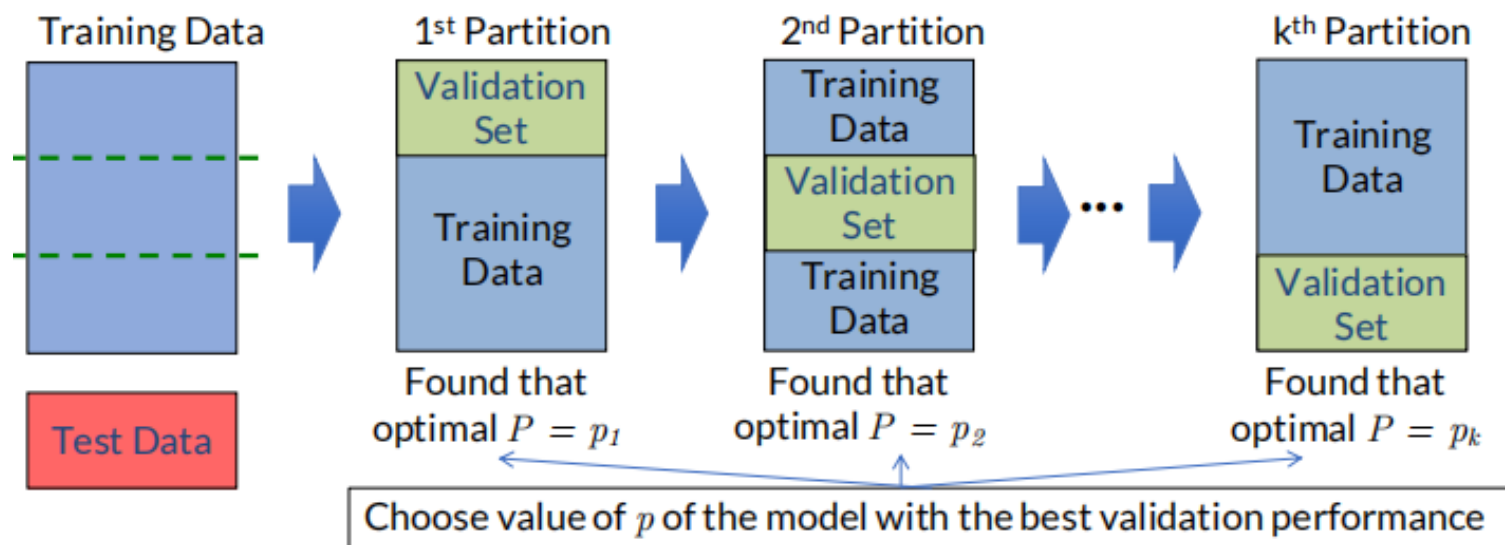 Training Data
1st Partition
2nd Partition
kth Partition
Validation
Set
Training
Data
Training
Data
Validation
Set
Training
Data
...
Training
Data
Validation
Set
Test Data
Found that
optimal P = p1
Found that
optimal P = p2
Found that
optimal P = pk
Choose value of p of the model with the best validation performance